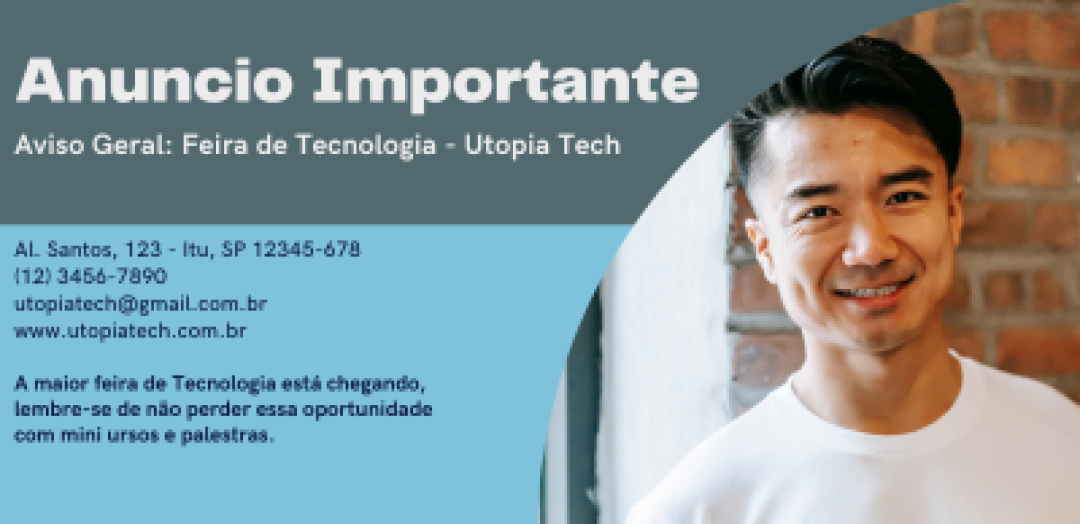 Anuncio Importante
Aviso Geral: Feira de Tecnologia - Utopia Tech
Al. Santos, 123 - Itu, SP 12345-678
(12) 3456-7890
utopiatech@gmail.com.br
www.utopiatech.com.br
A maior feira de Tecnologia está chegando,
lembre-se de não perder essa oportunidade
com mini ursos e palestras.